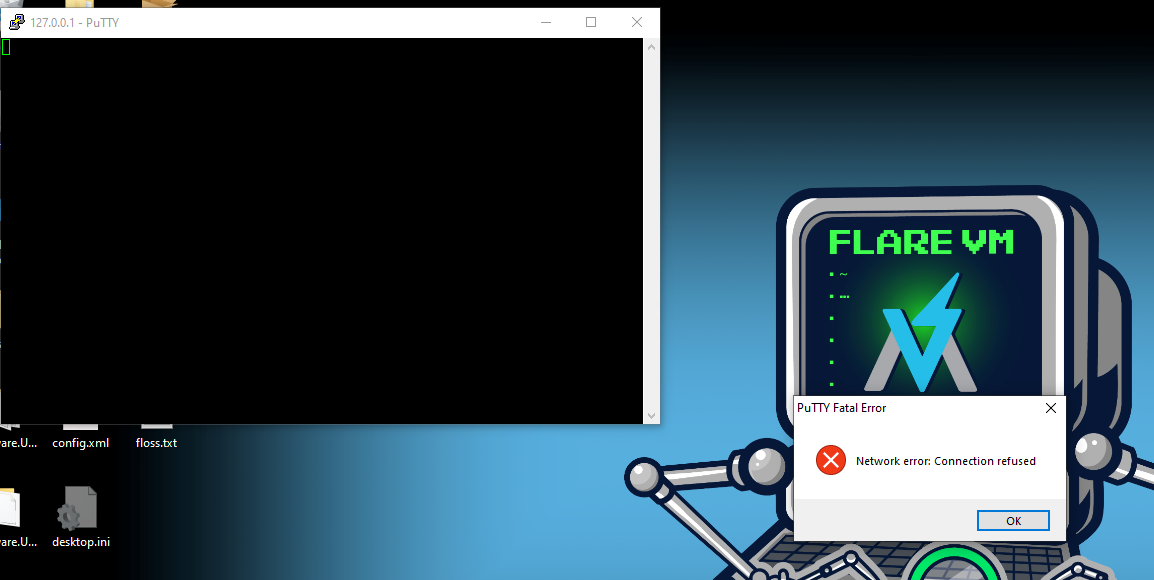 127.0.0.1 - PuTTY
FLARE VM
~
...
PuTTY Fatal Error
Network error: Connection refused
OK
are.U...
config.xml
floss.txt
are.U...
desktop.ini